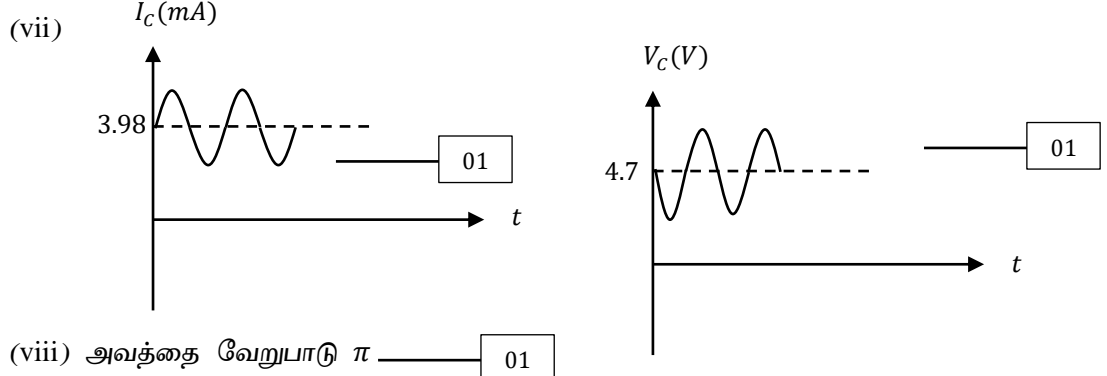 (vii)
I_C(mA)
3.98
01
t
V_C(V)
4.7
01
t
(viii) அவத்தை வேறுபாடு π 01